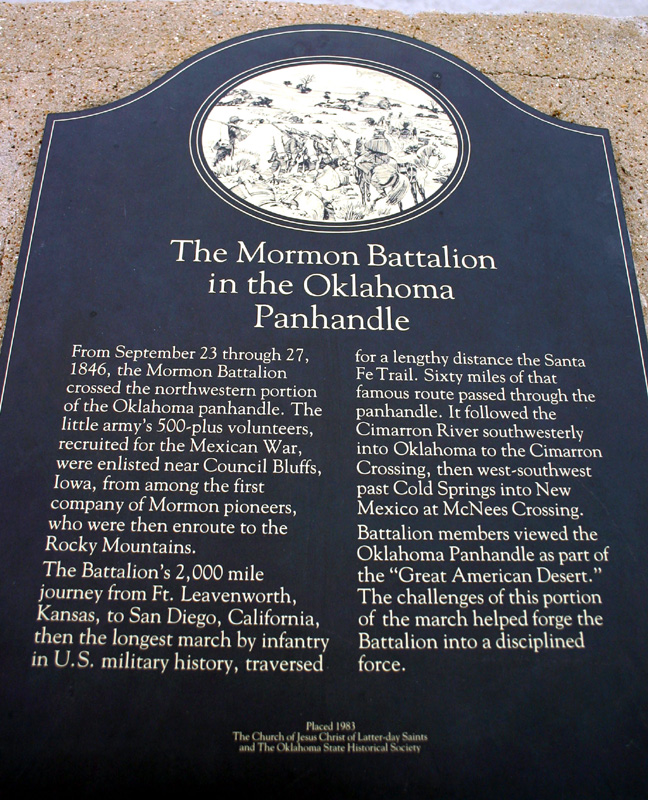 The Mormon Battalion
in the Oklahoma
Panhandle
From September 23 through 27,
1846, the Mormon Battalion
crossed the northwestern portion
of the Oklahoma panhandle. The
little army's 500-plus volunteers,
recruited for the Mexican War,
were enlisted near Council Bluffs,
Iowa, from among the first
company of Mormon pioneers,
who were then enroute to the
Rocky Mountains.
The Battalion's 2,000 mile
journey from Ft. Leavenworth,
Kansas, to San Diego, California,
then the longest march by infantry
in U.S. military history, traversed
for a lengthy distance the Santa
Fe Trail. Sixty miles of that
famous route passed through the
panhandle. It followed the
Cimarron River southwesterly
into Oklahoma to the Cimarron
Crossing, then west-southwest
past Cold Springs into New
Mexico at McNees Crossing.
Battalion members viewed the
Oklahoma Panhandle as part of
the “Great American Desert.”
The challenges of this portion
of the march helped forge the
Battalion into a disciplined
force.
Placed 1983
The Church of Jesus Christ of Latter-day Saints
and The Oklahoma State Historical Society